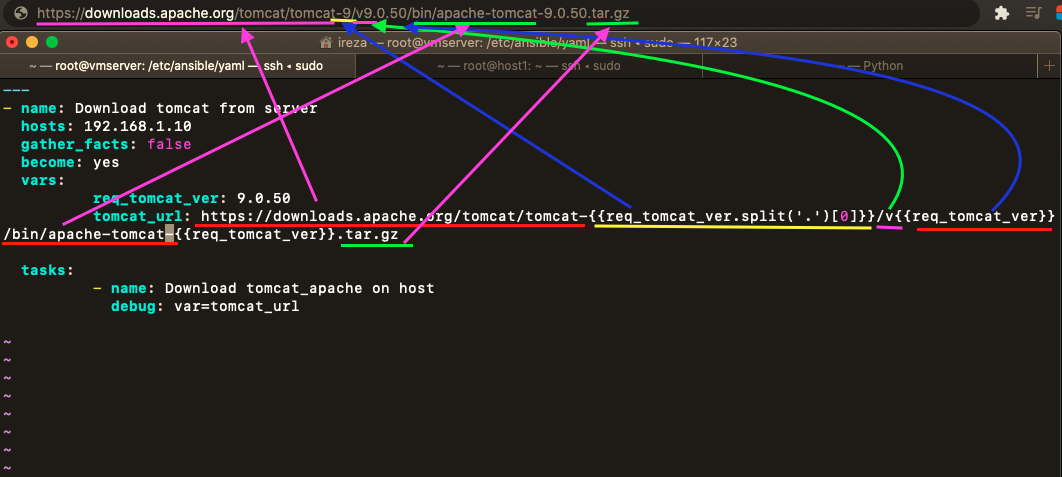 https://downloads.apache.org/tomcat/tomcat-9/v9.0.50/bin/apache-tomcat-9.0.50.tar.gz
ireza — root@vmserver: /etc/ansible/yaml — ssh ◂ sudo — 117×23
~ — root@vmserver: /etc/ansible/yaml — ssh ◂ sudo
~ — root@host1: ~ — ssh ◂ sudo
— Python
+
---
- name: Download tomcat from server
hosts: 192.168.1.10
gather_facts: false
become: yes
vars:
req_tomcat_ver: 9.0.50
tomcat_url: https://downloads.apache.org/tomcat/tomcat-{{req_tomcat_ver.split('.')[0]}}/v{{req_tomcat_ver}}
/bin/apache-tomcat-{{req_tomcat_ver}}.tar.gz
tasks:
- name: Download tomcat_apache on host
debug: var=tomcat_url
~
~
~
~
~
~
~
~